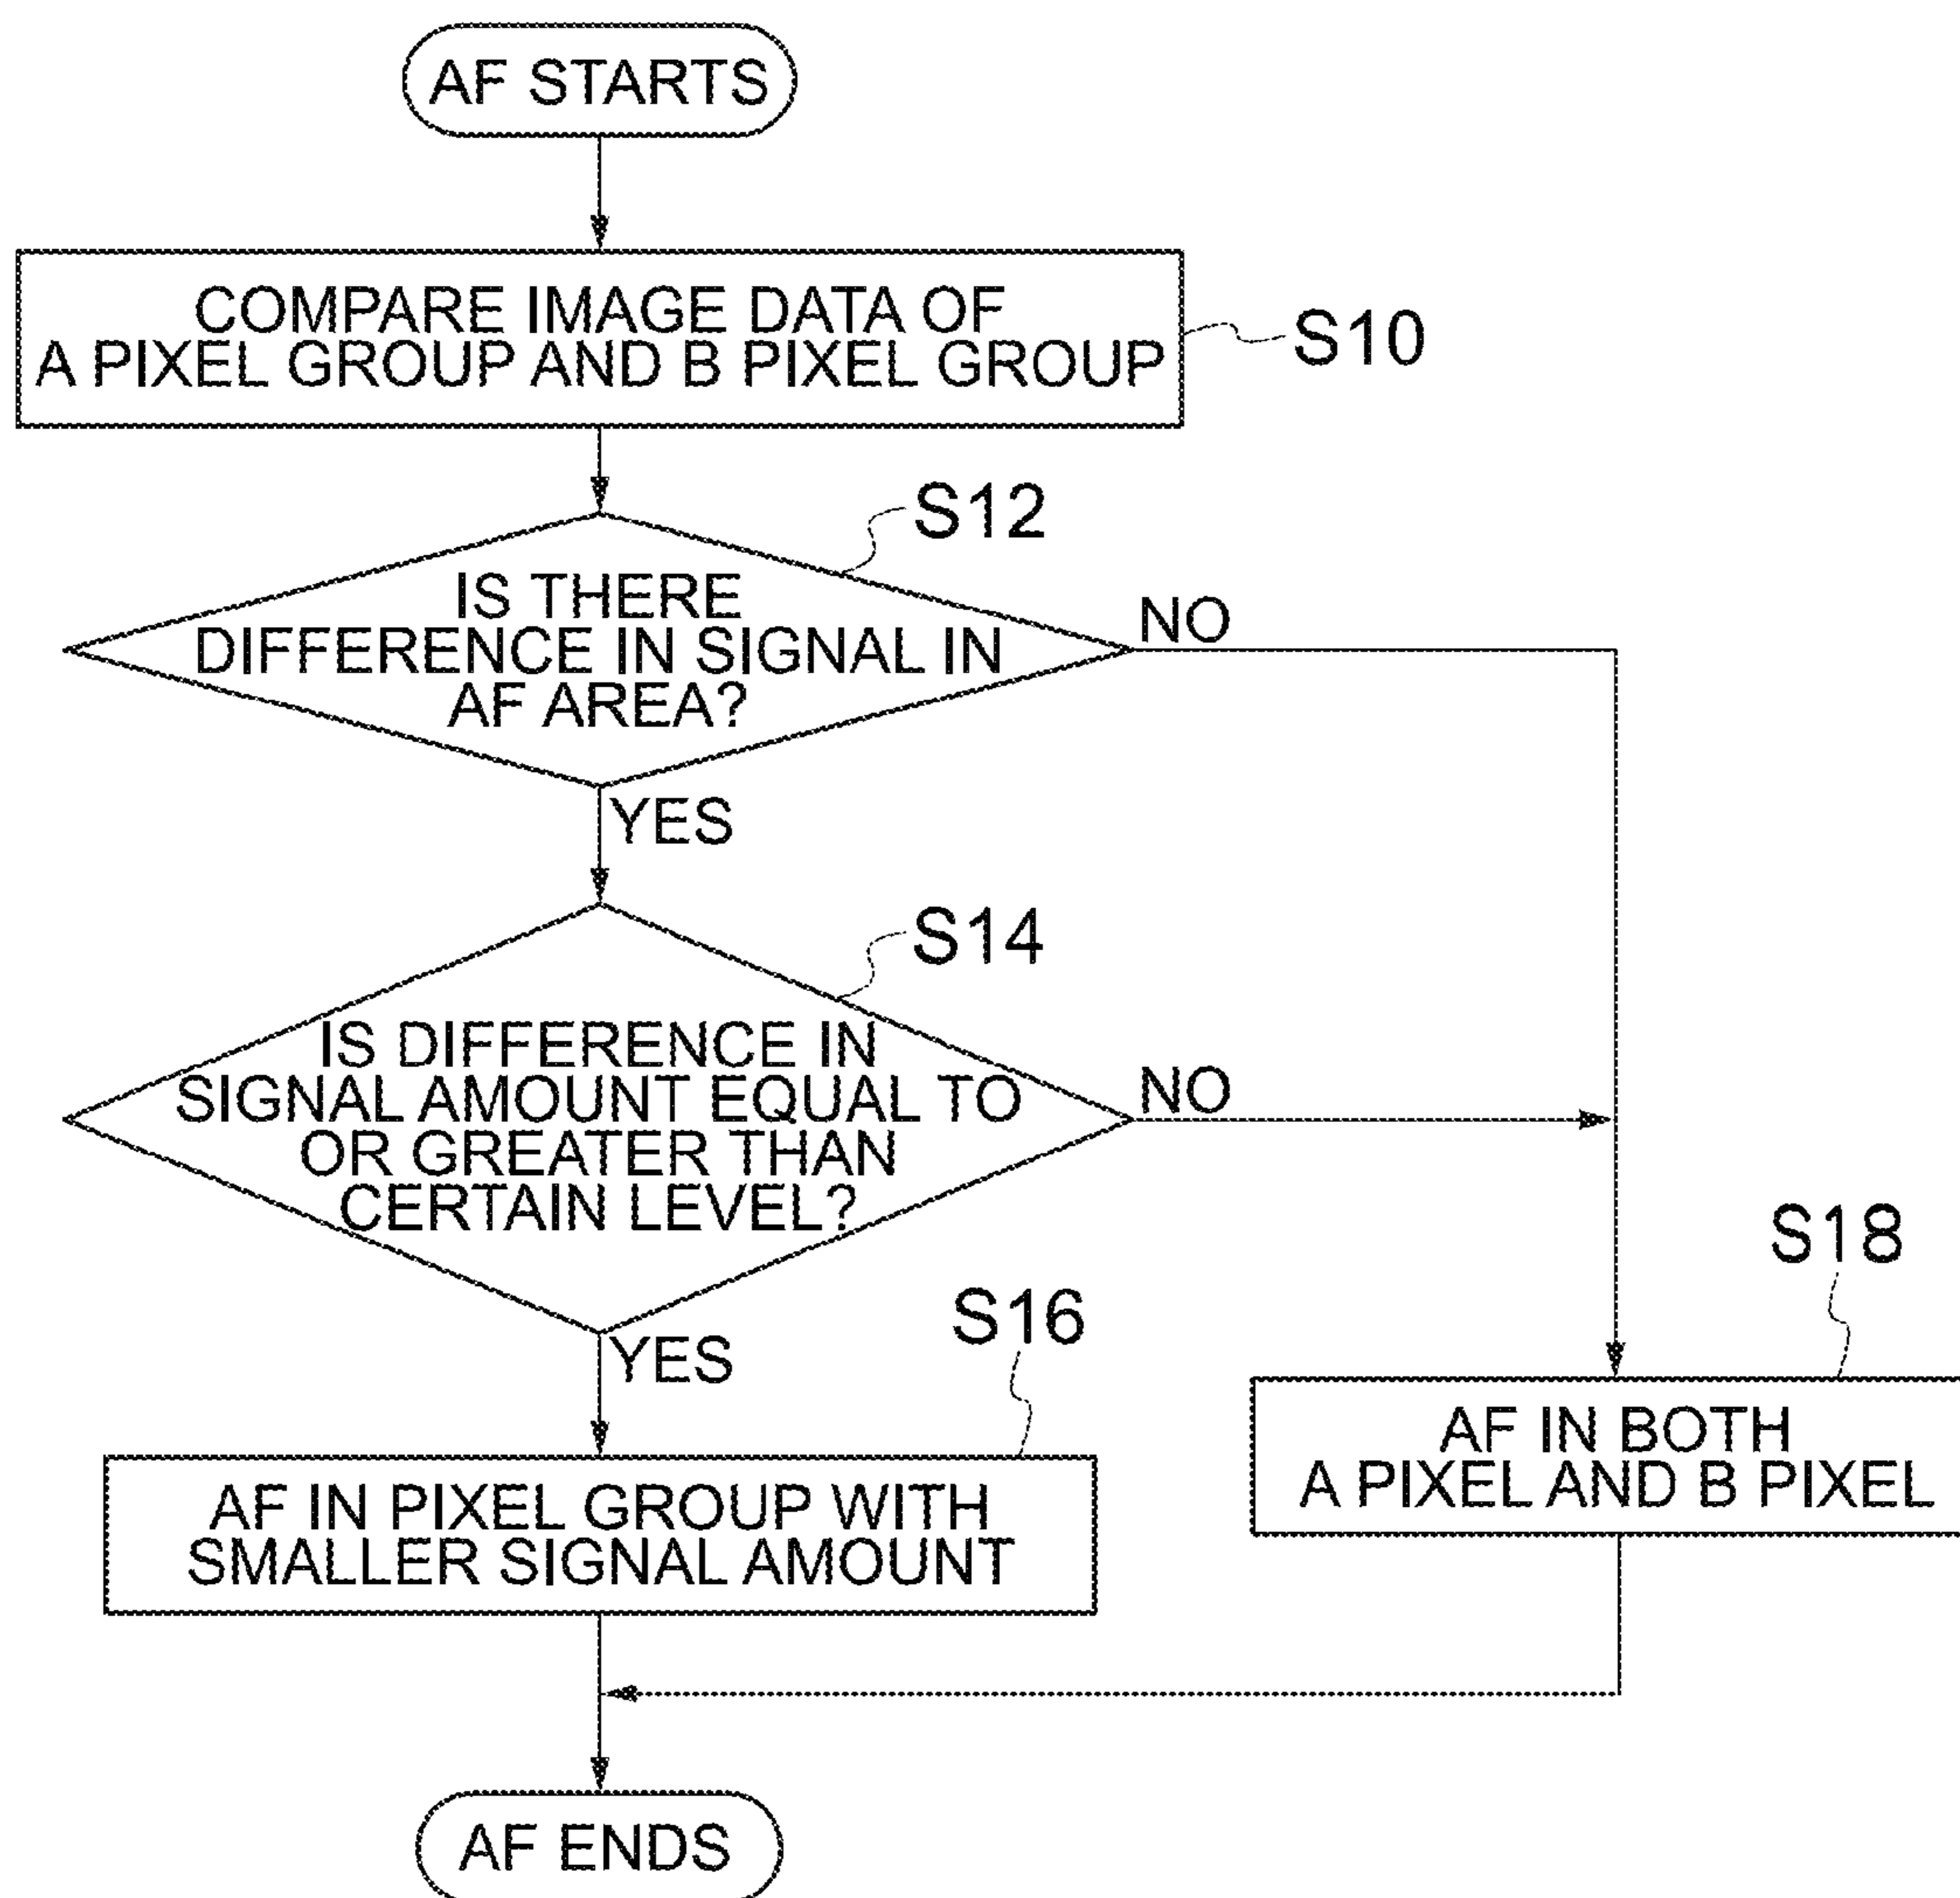 AF STARTS
COMPARE IMAGE DATA OF
A PIXEL GROUP AND B PIXEL GROUP
S10
S12
IS THERE
DIFFERENCE IN SIGNAL IN
AF AREA?
NO
YES
S14
IS DIFFERENCE IN
SIGNAL AMOUNT EQUAL TO
OR GREATER THAN
CERTAIN LEVEL?
NO
YES
S16
AF IN PIXEL GROUP WITH
SMALLER SIGNAL AMOUNT
S18
AF IN BOTH
A PIXEL AND B PIXEL
AF ENDS